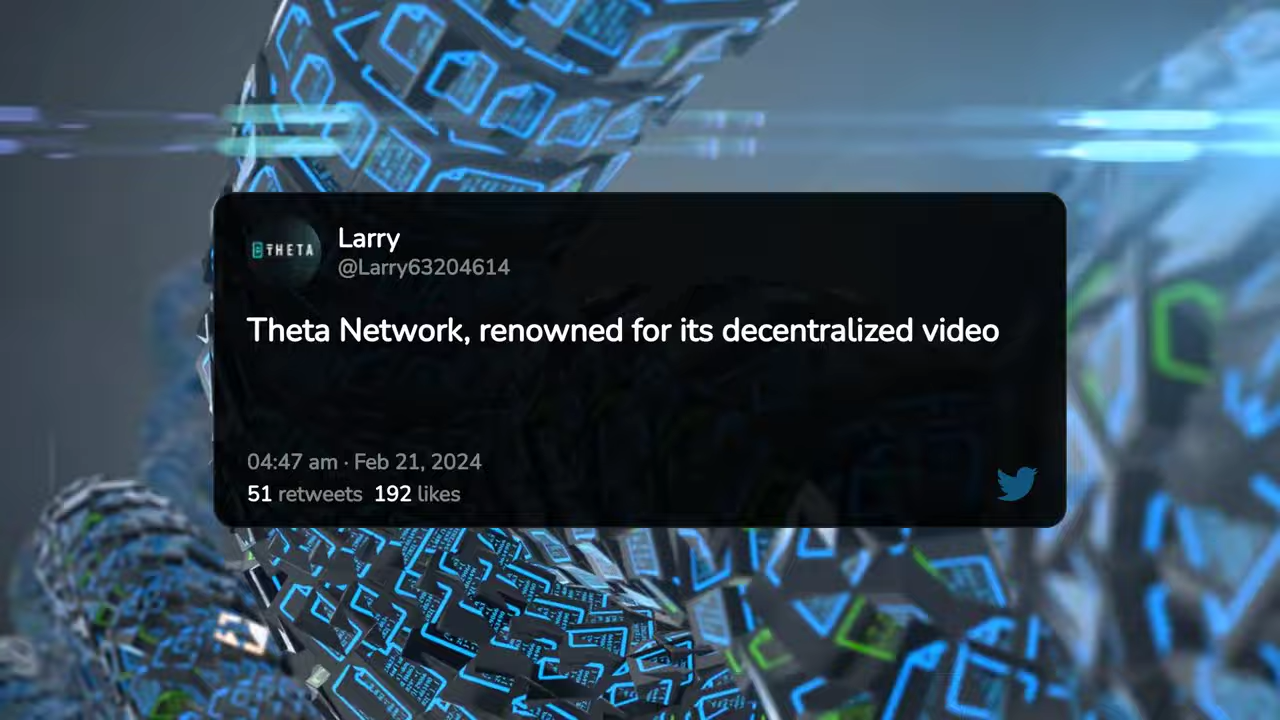 THETA
Larry
@Larry63204614
Theta Network, renowned for its decentralized video
04:47 am · Feb 21, 2024
51 retweets 192 likes